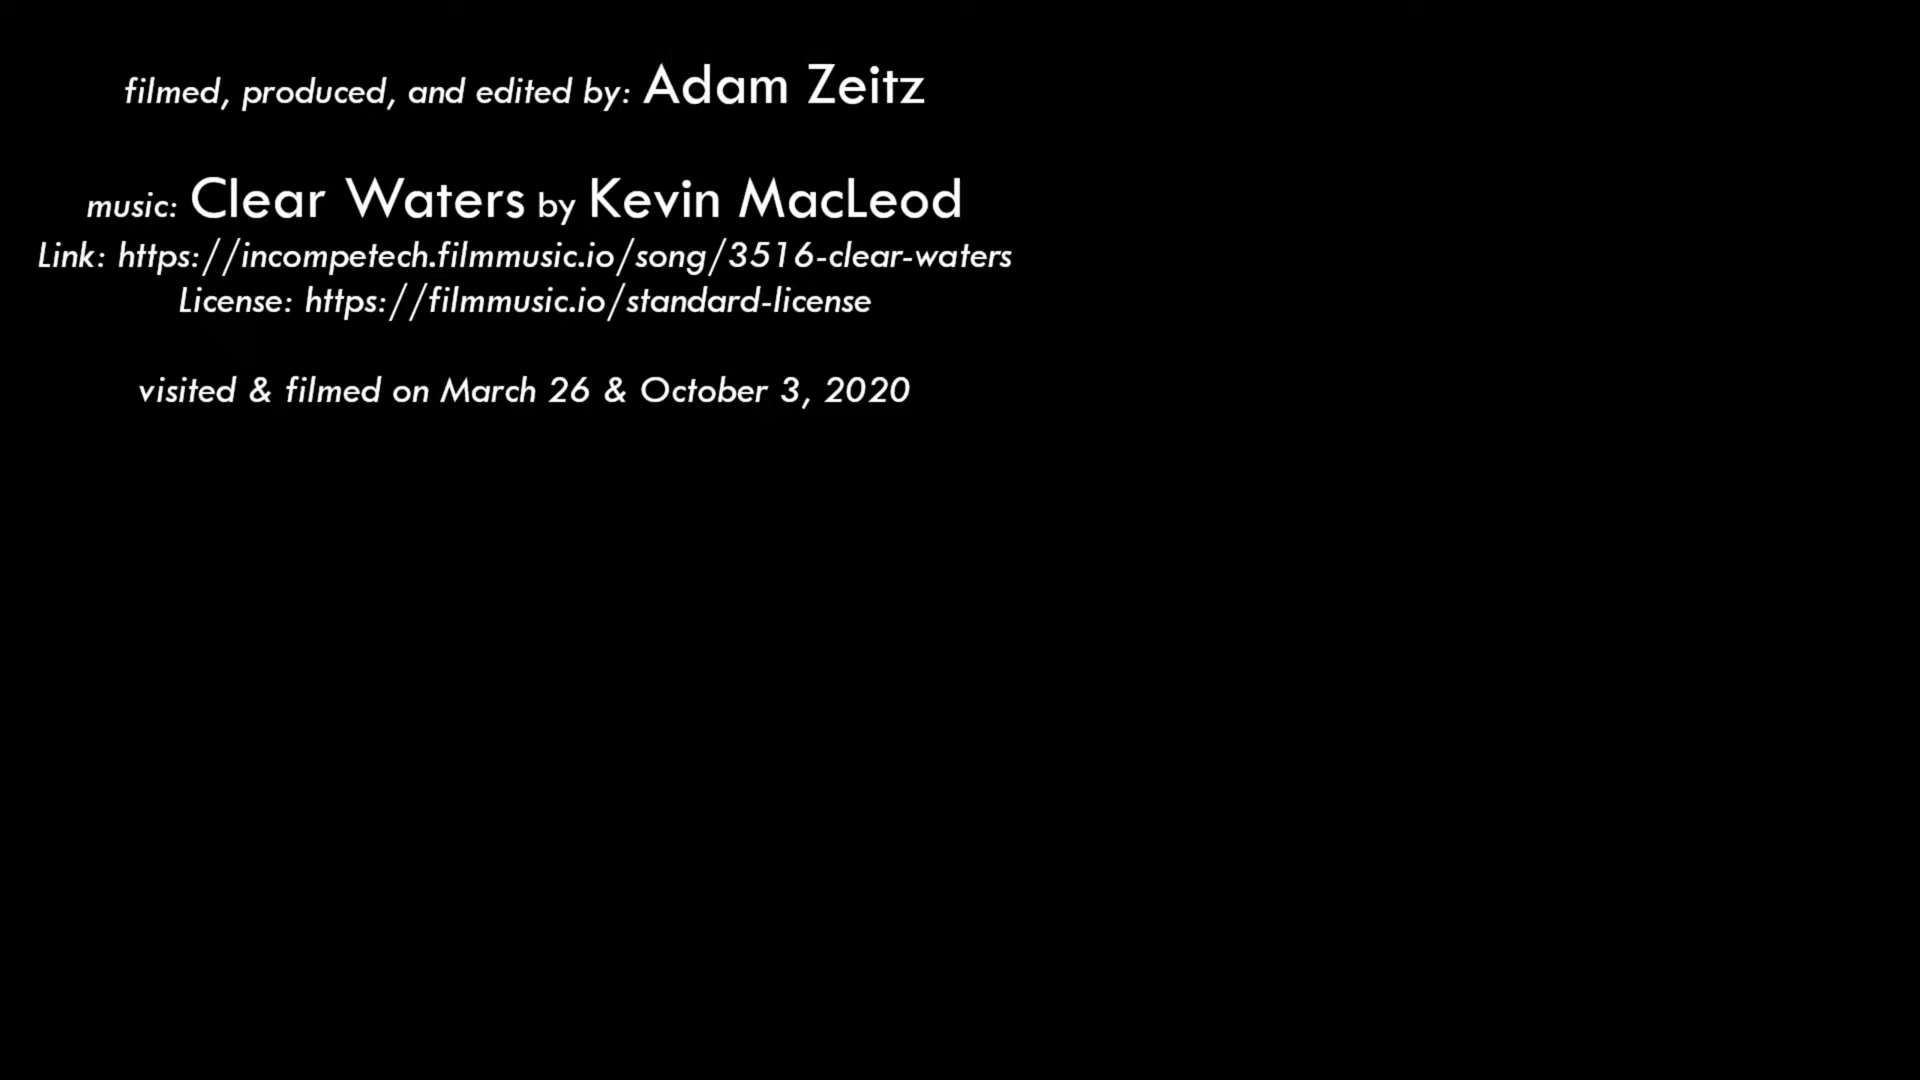 filmed, produced, and edited by: Adam Zeitz
music: Clear Waters by Kevin MacLeod
Link: https://incompetech.filmmusic.io/song/3516-clear-waters
License: https://filmmusic.io/standard-license
visited & filmed on March 26 & October 3, 2020